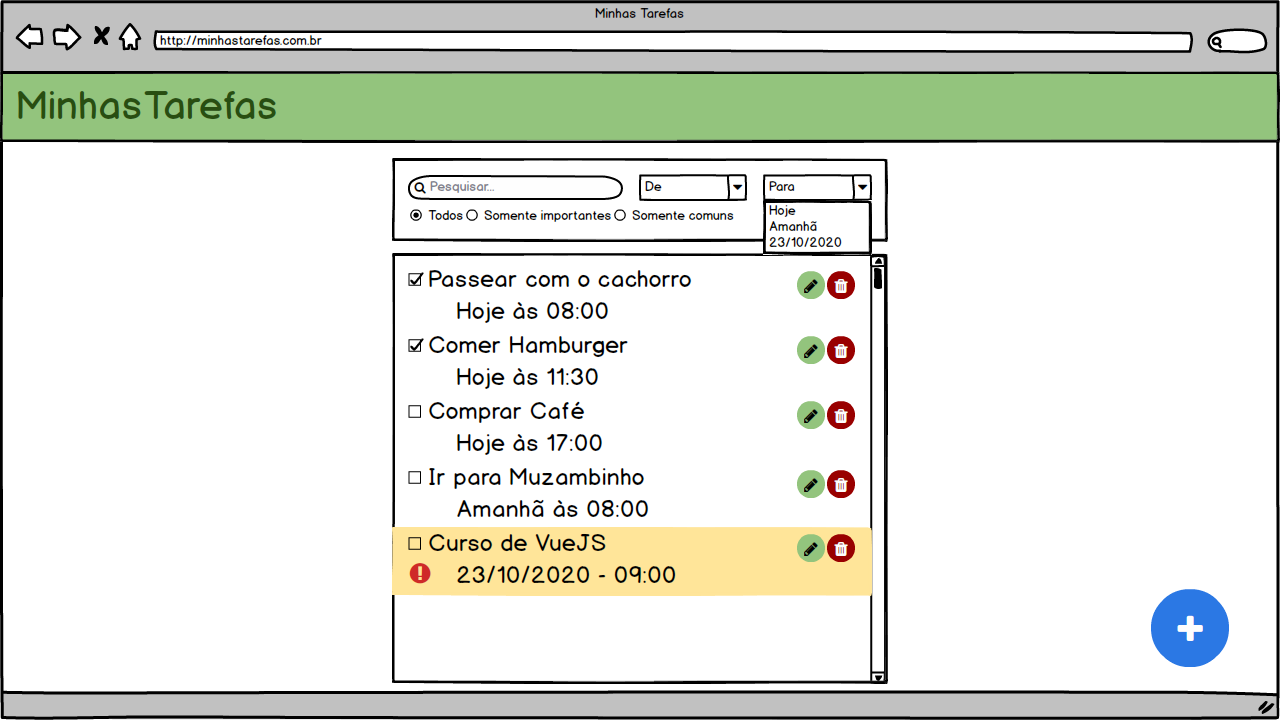 Minhas Tarefas
http://minhastarefas.com.br
MinhasTarefas
Pesquisar... De Para
Todos Somente importantes Somente comuns
Hoje
Amanhã
23/10/2020
Passear com o cachorro
Hoje às 08:00
Comer Hamburger
Hoje às 11:30
Comprar Café
Hoje às 17:00
Ir para Muzambinho
Amanhã às 08:00
Curso de VueJS
23/10/2020 - 09:00